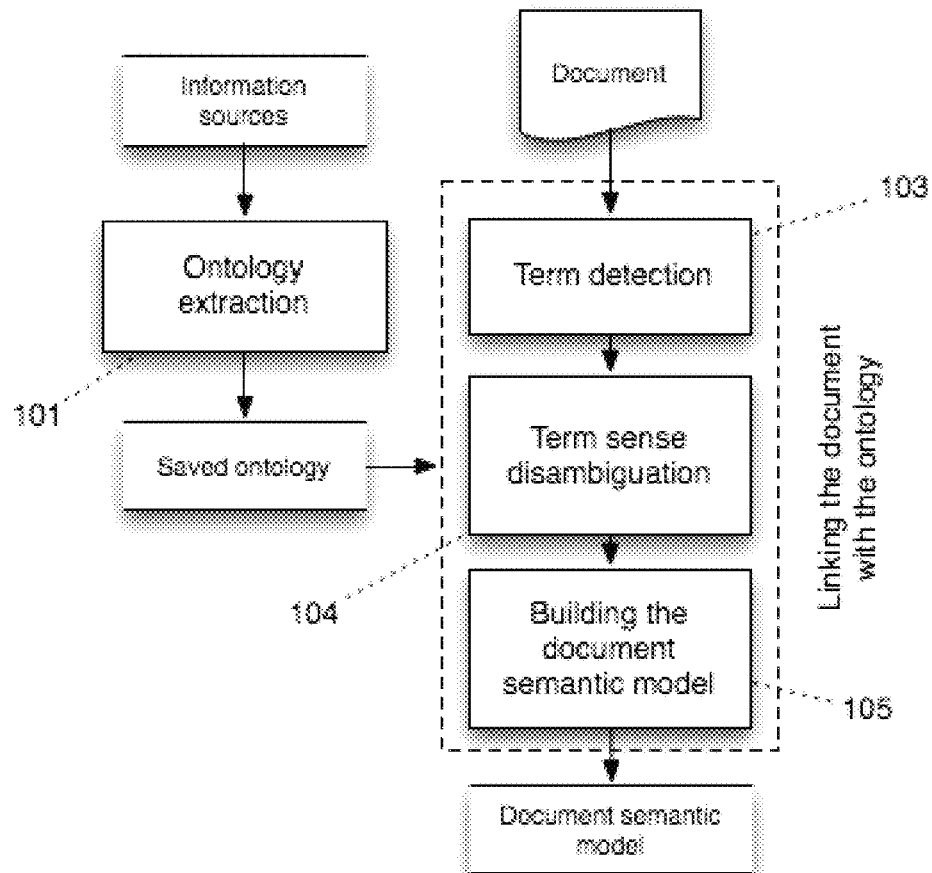 Information
sources
Document
103
Ontology
extraction
Term detection
101
Saved ontology
Term sense
disambiguation
Linking the document
with the ontology
104
Building the
document
semantic model
105
Document semantic
model